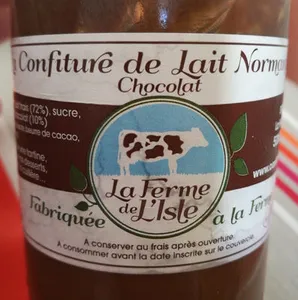 Confiture de Lait Norma
Chocolat
(72%), sucre,
(10%)
beurre de cacao,
La Ferme
de L'Isle
Fabriquée à la Ferme
A conserver au frais après ouverture.
A consommer avant la date inscrite sur le couvercle.